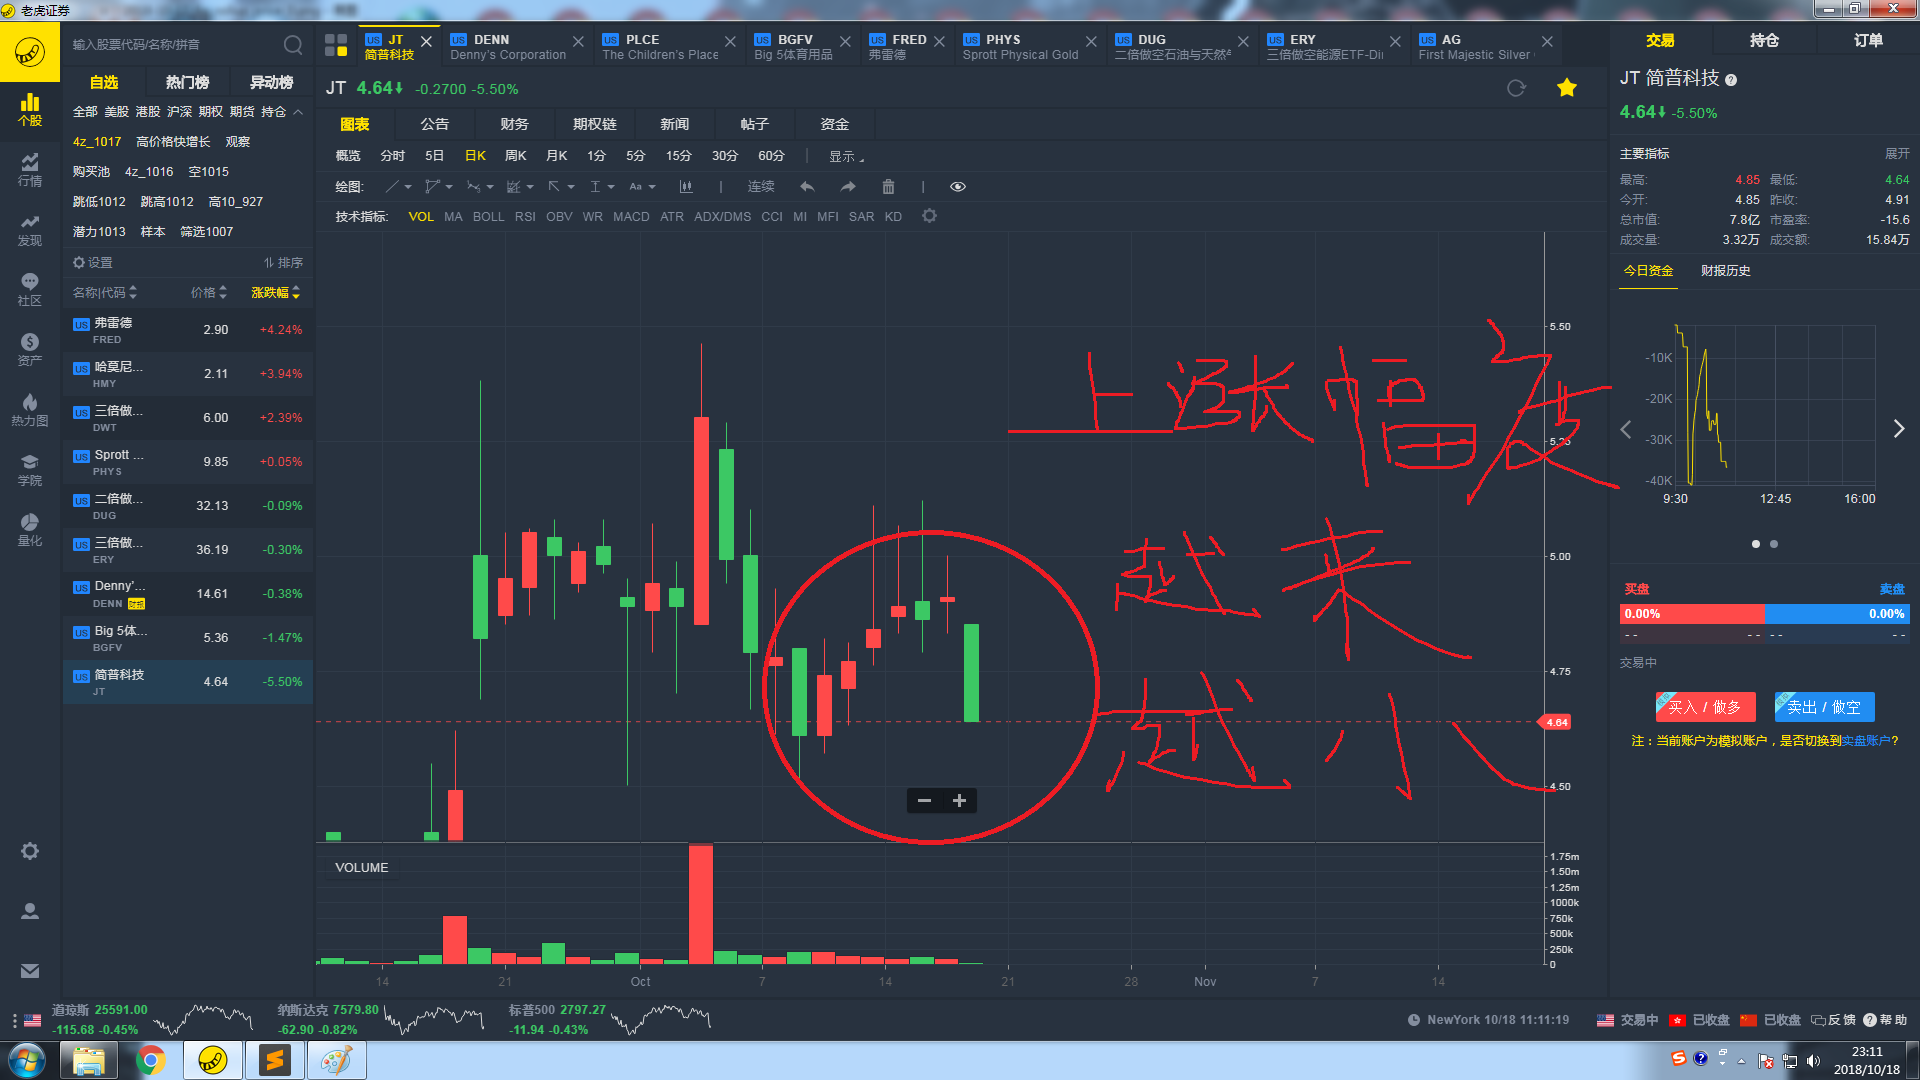 老虎证券
输入股票代码/名称/拼音
自选 热门榜 异动榜
全部 美股 港股 沪深 期权 期货 持仓
4z_1017 高价格快增长 观察
购买池 4z_1016 空1015
跳低1012 跳高1012 高10_927
潜力1013 样本 筛选1007
设置 排序
名称|代码 价格 涨跌幅
US 弗雷德 2.90 +4.24%
FRED
US 哈莫尼... 2.11 +3.94%
HMY
US 三倍做... 6.00 +2.39%
DWT
US Sprott ... 9.85 +0.05%
PHYS
US 二倍做... 32.13 -0.09%
DUG
US 三倍做... 36.19 -0.30%
ERY
US Denny'... 14.61 -0.38%
DENN 财报
US Big 5体... 5.36 -1.47%
BGFV
US 简普科技 4.64 -5.50%
JT
个股
行情
发现
社区
资产
热力图
学院
量化
US JT
简普科技
US DENN
Denny's Corporation
US PLCE
The Children's Place
US BGFV
Big 5体育用品
US FRED
弗雷德
US PHYS
Sprott Physical Gold
US DUG
二倍做空石油与天然气
US ERY
三倍做空能源ETF-Di
US AG
First Majestic Silver
JT 4.64 -0.2700 -5.50%
图表 公告 财务 期权链 新闻 帖子 资金
概览 分时 5日 日K 周K 月K 1分 5分 15分 30分 60分 显示
绘图: Aa 连续
技术指标: VOL MA BOLL RSI OBV WR MACD ATR ADX/DMS CCI MI MFI SAR KD
上涨幅度
越来
越小
5.50
5.25
5.00
4.75
4.64
4.50
VOLUME
1.75m
1.50m
1.25m
1000k
750k
500k
250k
0
14 21 Oct 7 14 21 28 Nov 7 14
交易 持仓 订单
JT 简普科技
4.64 -5.50%
主要指标 展开
最高: 4.85 最低: 4.64
今开: 4.85 昨收: 4.91
总市值: 7.8亿 市盈率: -15.6
成交量: 3.32万 成交额: 15.84万
今日资金 财报历史
-10K
-20K
-30K
-40K
9:30 12:45 16:00
买盘 卖盘
0.00% 0.00%
-- -- -- --
交易中
买入 / 做多 卖出 / 做空
注：当前账户为模拟账户，是否切换到实盘账户?
道琼斯 25591.00
-115.68 -0.45%
纳斯达克 7579.80
-62.90 -0.82%
标普500 2797.27
-11.94 -0.43%
NewYork 10/18 11:11:19 交易中 已收盘 已收盘 反馈 帮助
23:11
2018/10/18